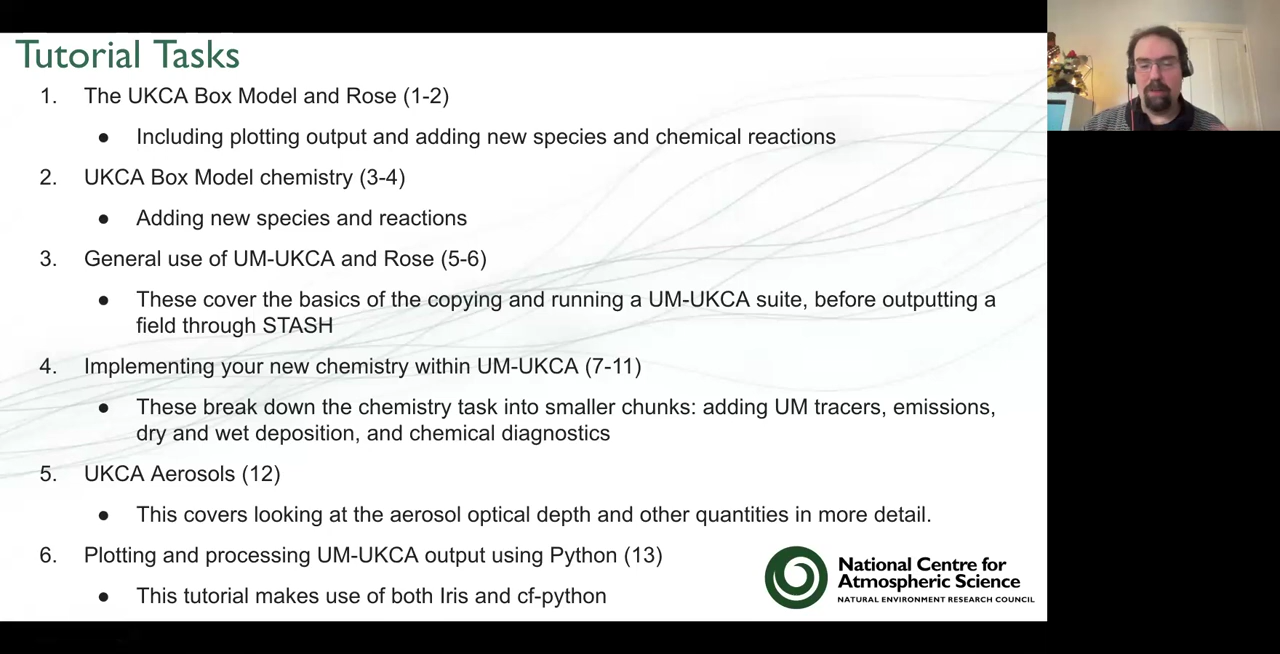 Tutorial Tasks
1. The UKCA Box Model and Rose (1-2)
● Including plotting output and adding new species and chemical reactions
2. UKCA Box Model chemistry (3-4)
● Adding new species and reactions
3. General use of UM-UKCA and Rose (5-6)
● These cover the basics of the copying and running a UM-UKCA suite, before outputting a
field through STASH
4. Implementing your new chemistry within UM-UKCA (7-11)
● These break down the chemistry task into smaller chunks: adding UM tracers, emissions,
dry and wet deposition, and chemical diagnostics
5. UKCA Aerosols (12)
● This covers looking at the aerosol optical depth and other quantities in more detail.
6. Plotting and processing UM-UKCA output using Python (13)
● This tutorial makes use of both Iris and cf-python
National Centre for
Atmospheric Science
NATURAL ENVIRONMENT RESEARCH COUNCIL